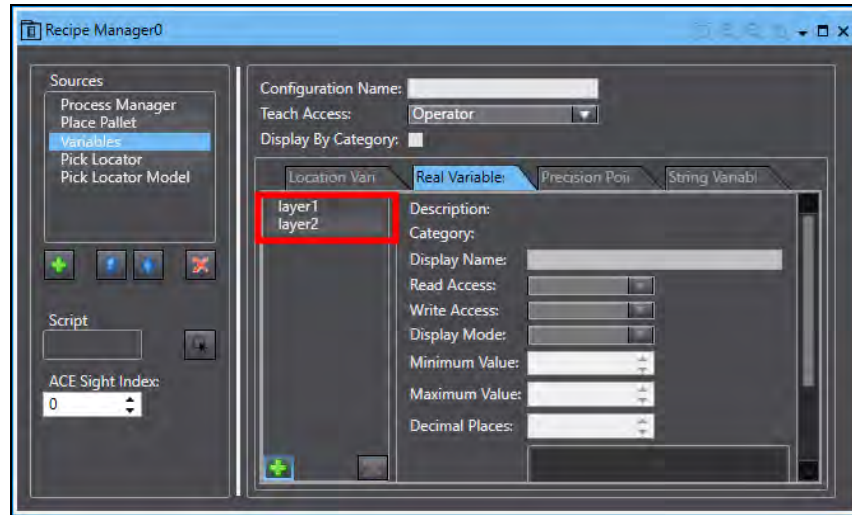 Recipe Manager0
Sources
Process Manager
Place Pallet
Variables
Pick Locator
Pick Locator Model
Script
ACE Sight Index:
0
Configuration Name:
Teach Access: Operator
Display By Category:
Location Vari Real Variable: Precision Poi String Variabl
layer1
layer2
Description:
Category:
Display Name:
Read Access:
Write Access:
Display Mode:
Minimum Value:
Maximum Value:
Decimal Places: